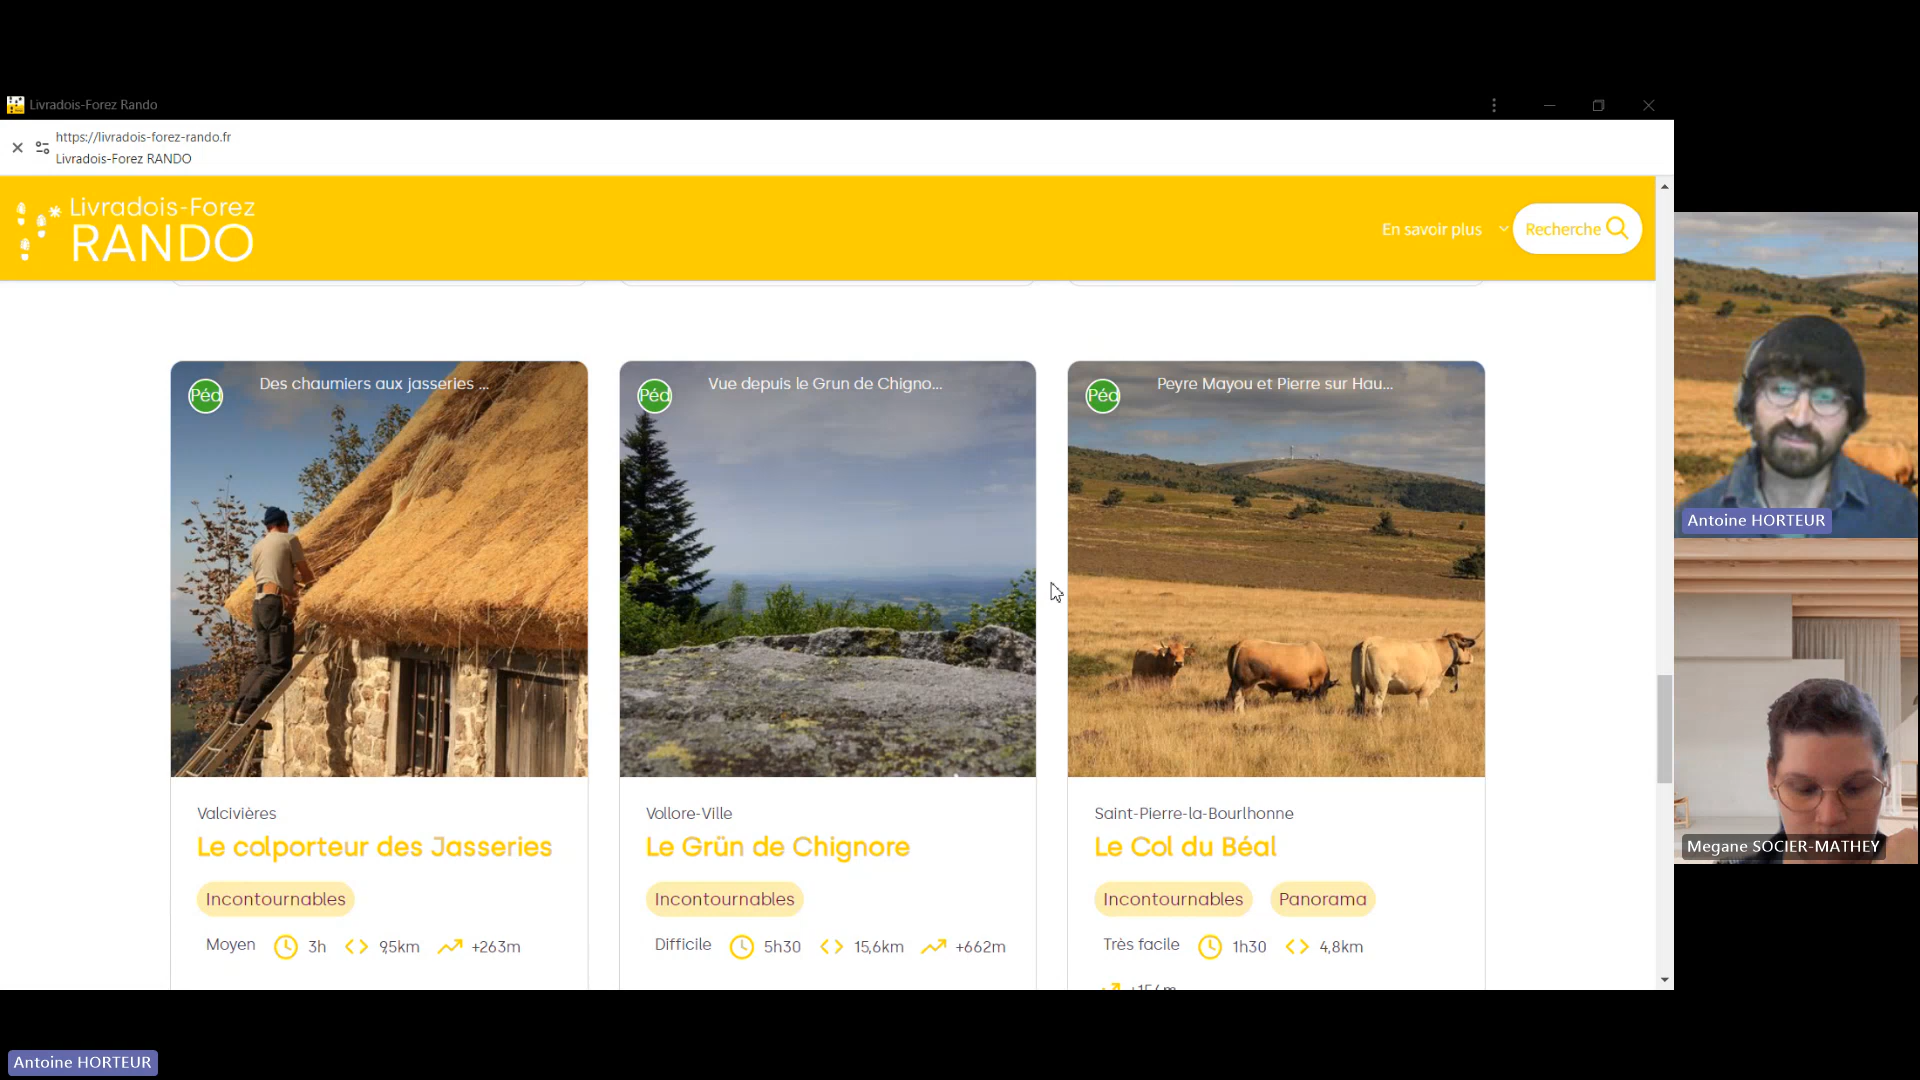 Livradois-Forez Rando
https://livradois-forez-rando.fr
Livradois-Forez RANDO
Livradois-Forez
RANDO
En savoir plus
Recherche
Péd
Des chaumiers aux jasseries ...
Péd
Vue depuis le Grun de Chigno...
Péd
Peyre Mayou et Pierre sur Hau...
Valcivières
Le colporteur des Jasseries
Incontournables
Moyen 3h 9,5km +263m
Vollore-Ville
Le Grün de Chignore
Incontournables
Difficile 5h30 15,6km +662m
Saint-Pierre-la-Bourlhonne
Le Col du Béal
Incontournables Panorama
Très facile 1h30 4,8km
Antoine HORTEUR
Megane SOCIER-MATHEY
Antoine HORTEUR